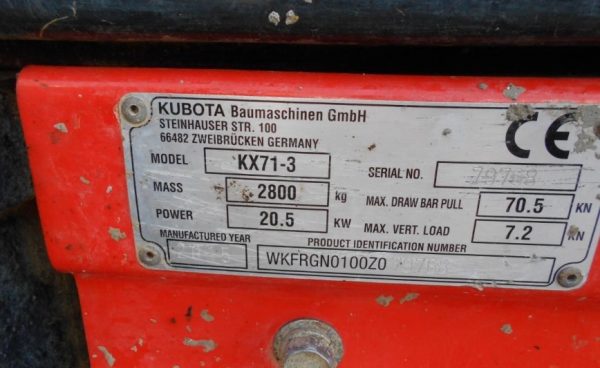 KUBOTA Baumaschinen GmbH
STEINHAUSER STR. 100
66482 ZWEIBRÜCKEN GERMANY
CE
MODEL KX71-3 SERIAL NO.
MASS 2800 kg MAX. DRAW BAR PULL 70.5 KN
POWER 20.5 KW MAX. VERT. LOAD 7.2 KN
MANUFACTURED YEAR PRODUCT IDENTIFICATION NUMBER
WKFRGN0100Z0